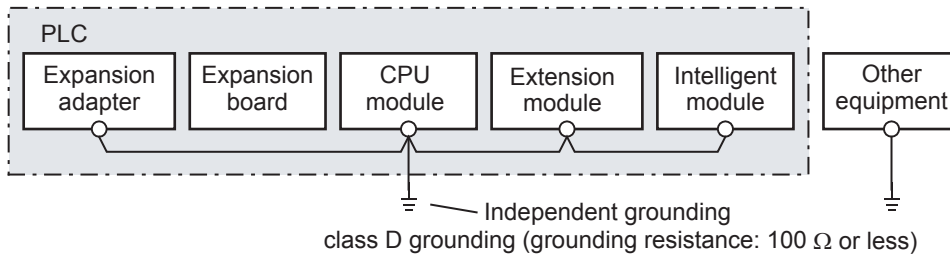 PLC
Expansion
adapter
Expansion
board
CPU
module
Extension
module
Intelligent
module
Other
equipment
Independent grounding
class D grounding (grounding resistance: 100 Ω or less)